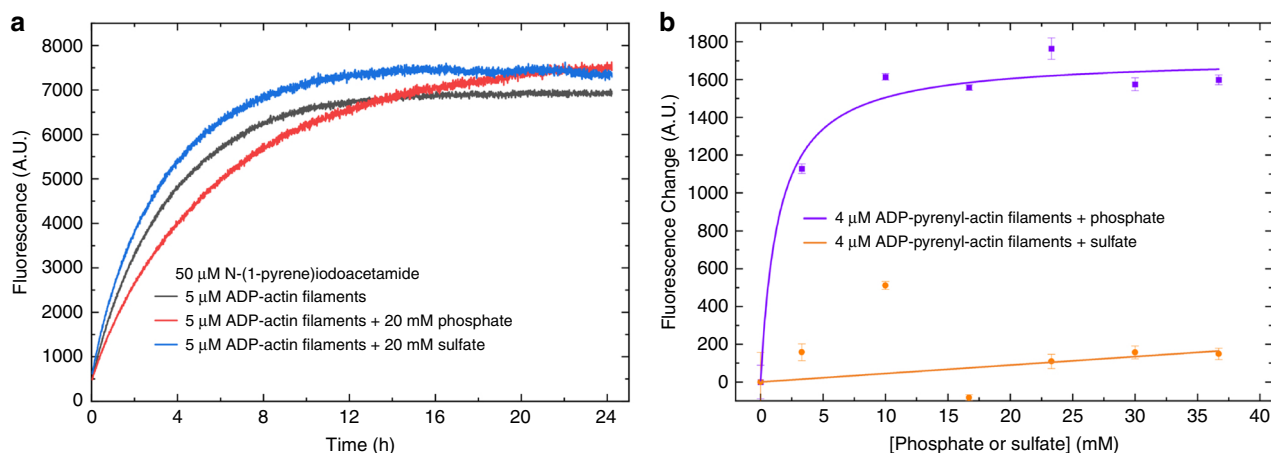 a
8000
7000
6000
5000
4000
3000
2000
1000
500
0
Fluorescence (A.U.)
50 μM N-(1-pyrene)iodoacetamide
5 μM ADP-actin filaments
5 μM ADP-actin filaments + 20 mM phosphate
5 μM ADP-actin filaments + 20 mM sulfate
0 4 8 12 16 20 24
Time (h)
b
1800
1600
1400
1200
1000
800
600
400
200
0
Fluorescence Change (A.U.)
4 μM ADP-pyrenyl-actin filaments + phosphate
4 μM ADP-pyrenyl-actin filaments + sulfate
0 5 10 15 20 25 30 35 40
[Phosphate or sulfate] (mM)